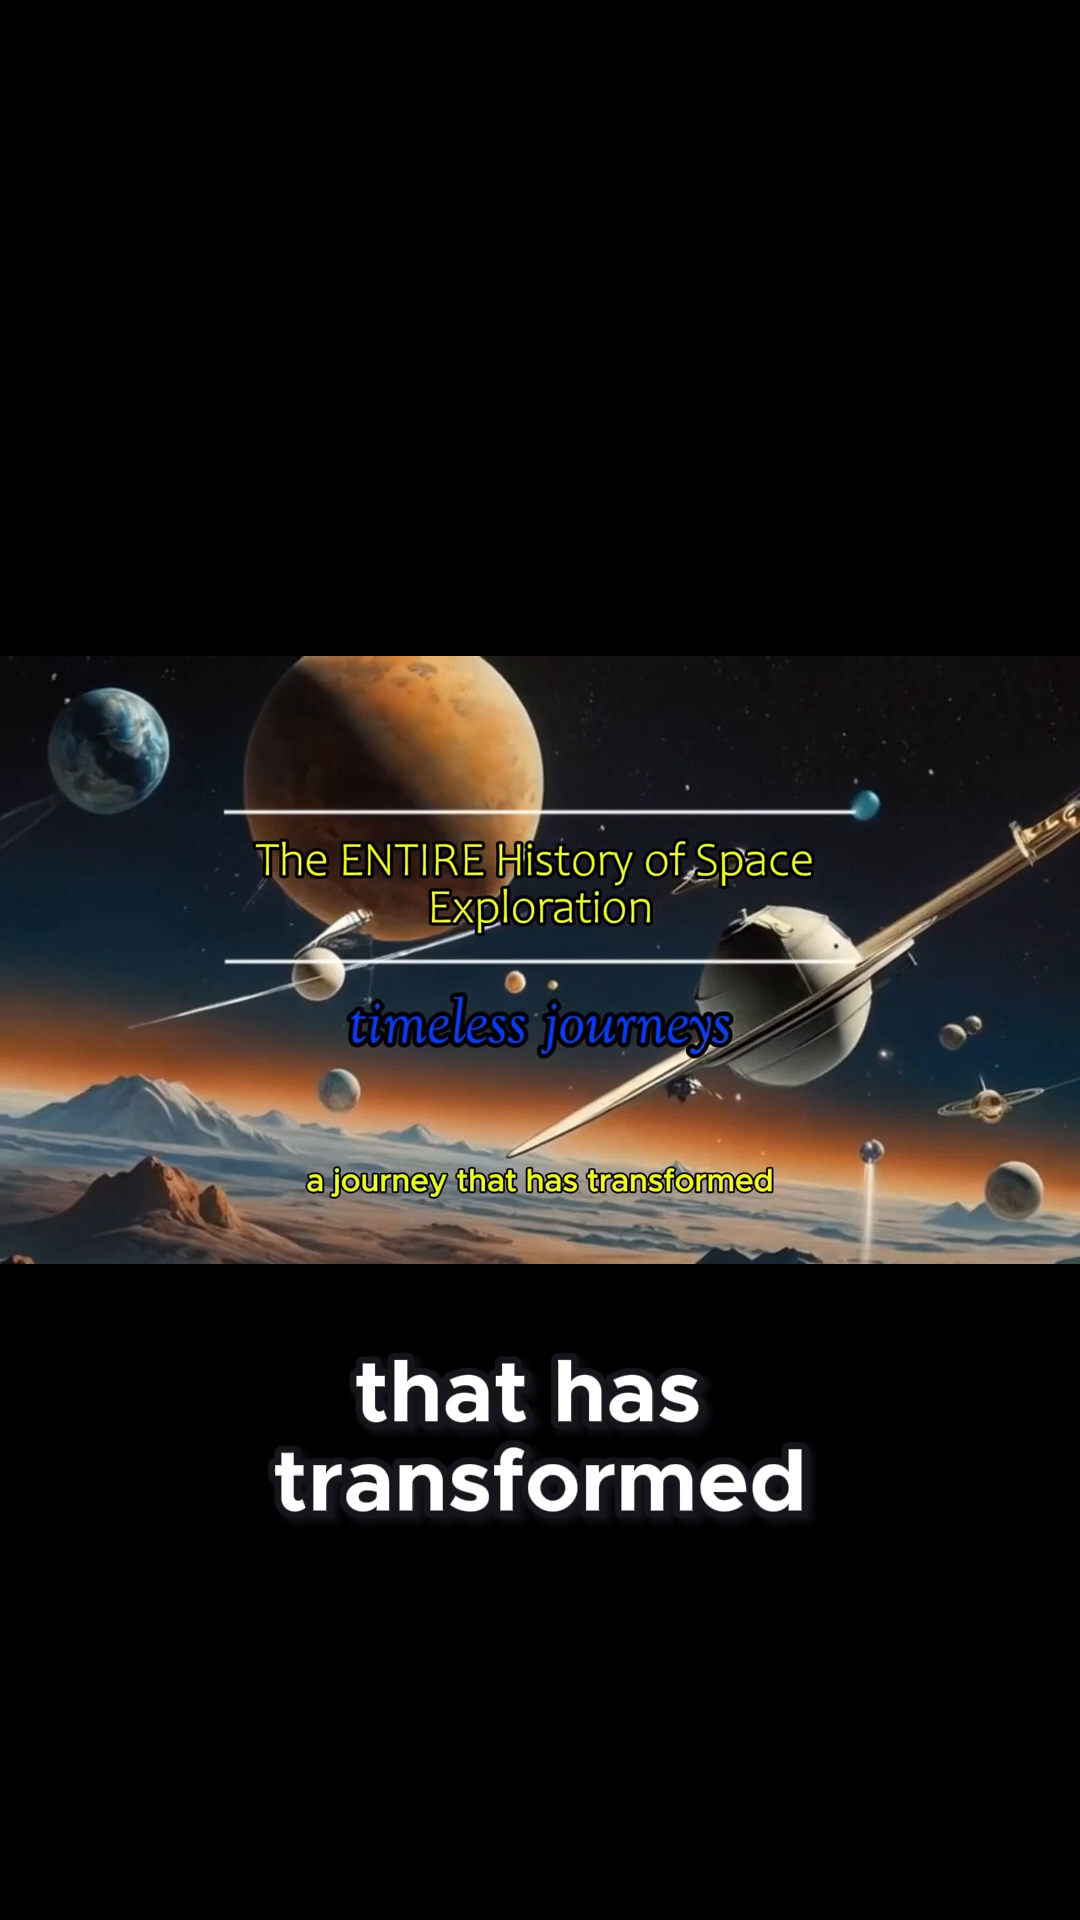 The ENTIRE History of Space
Exploration
timeless journeys
a journey that has transformed
that has
transformed